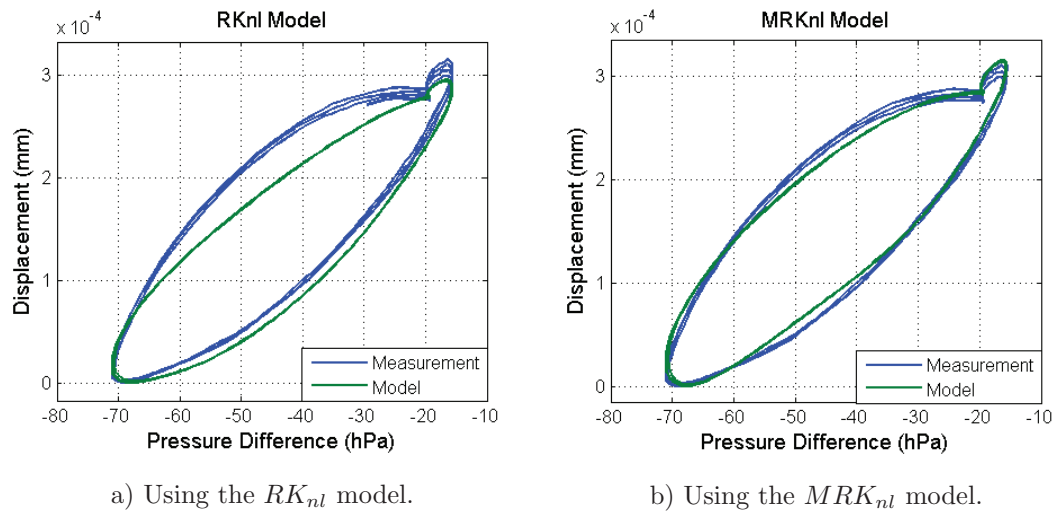 RKnl Model
x 10⁻⁴
Displacement (mm)
3
2
1
0
-80 -70 -60 -50 -40 -30 -20 -10
Pressure Difference (hPa)
Measurement
Model
a) Using the RKnl model.
MRKnl Model
x 10⁻⁴
Displacement (mm)
3
2
1
0
-80 -70 -60 -50 -40 -30 -20 -10
Pressure Difference (hPa)
Measurement
Model
b) Using the MRKnl model.